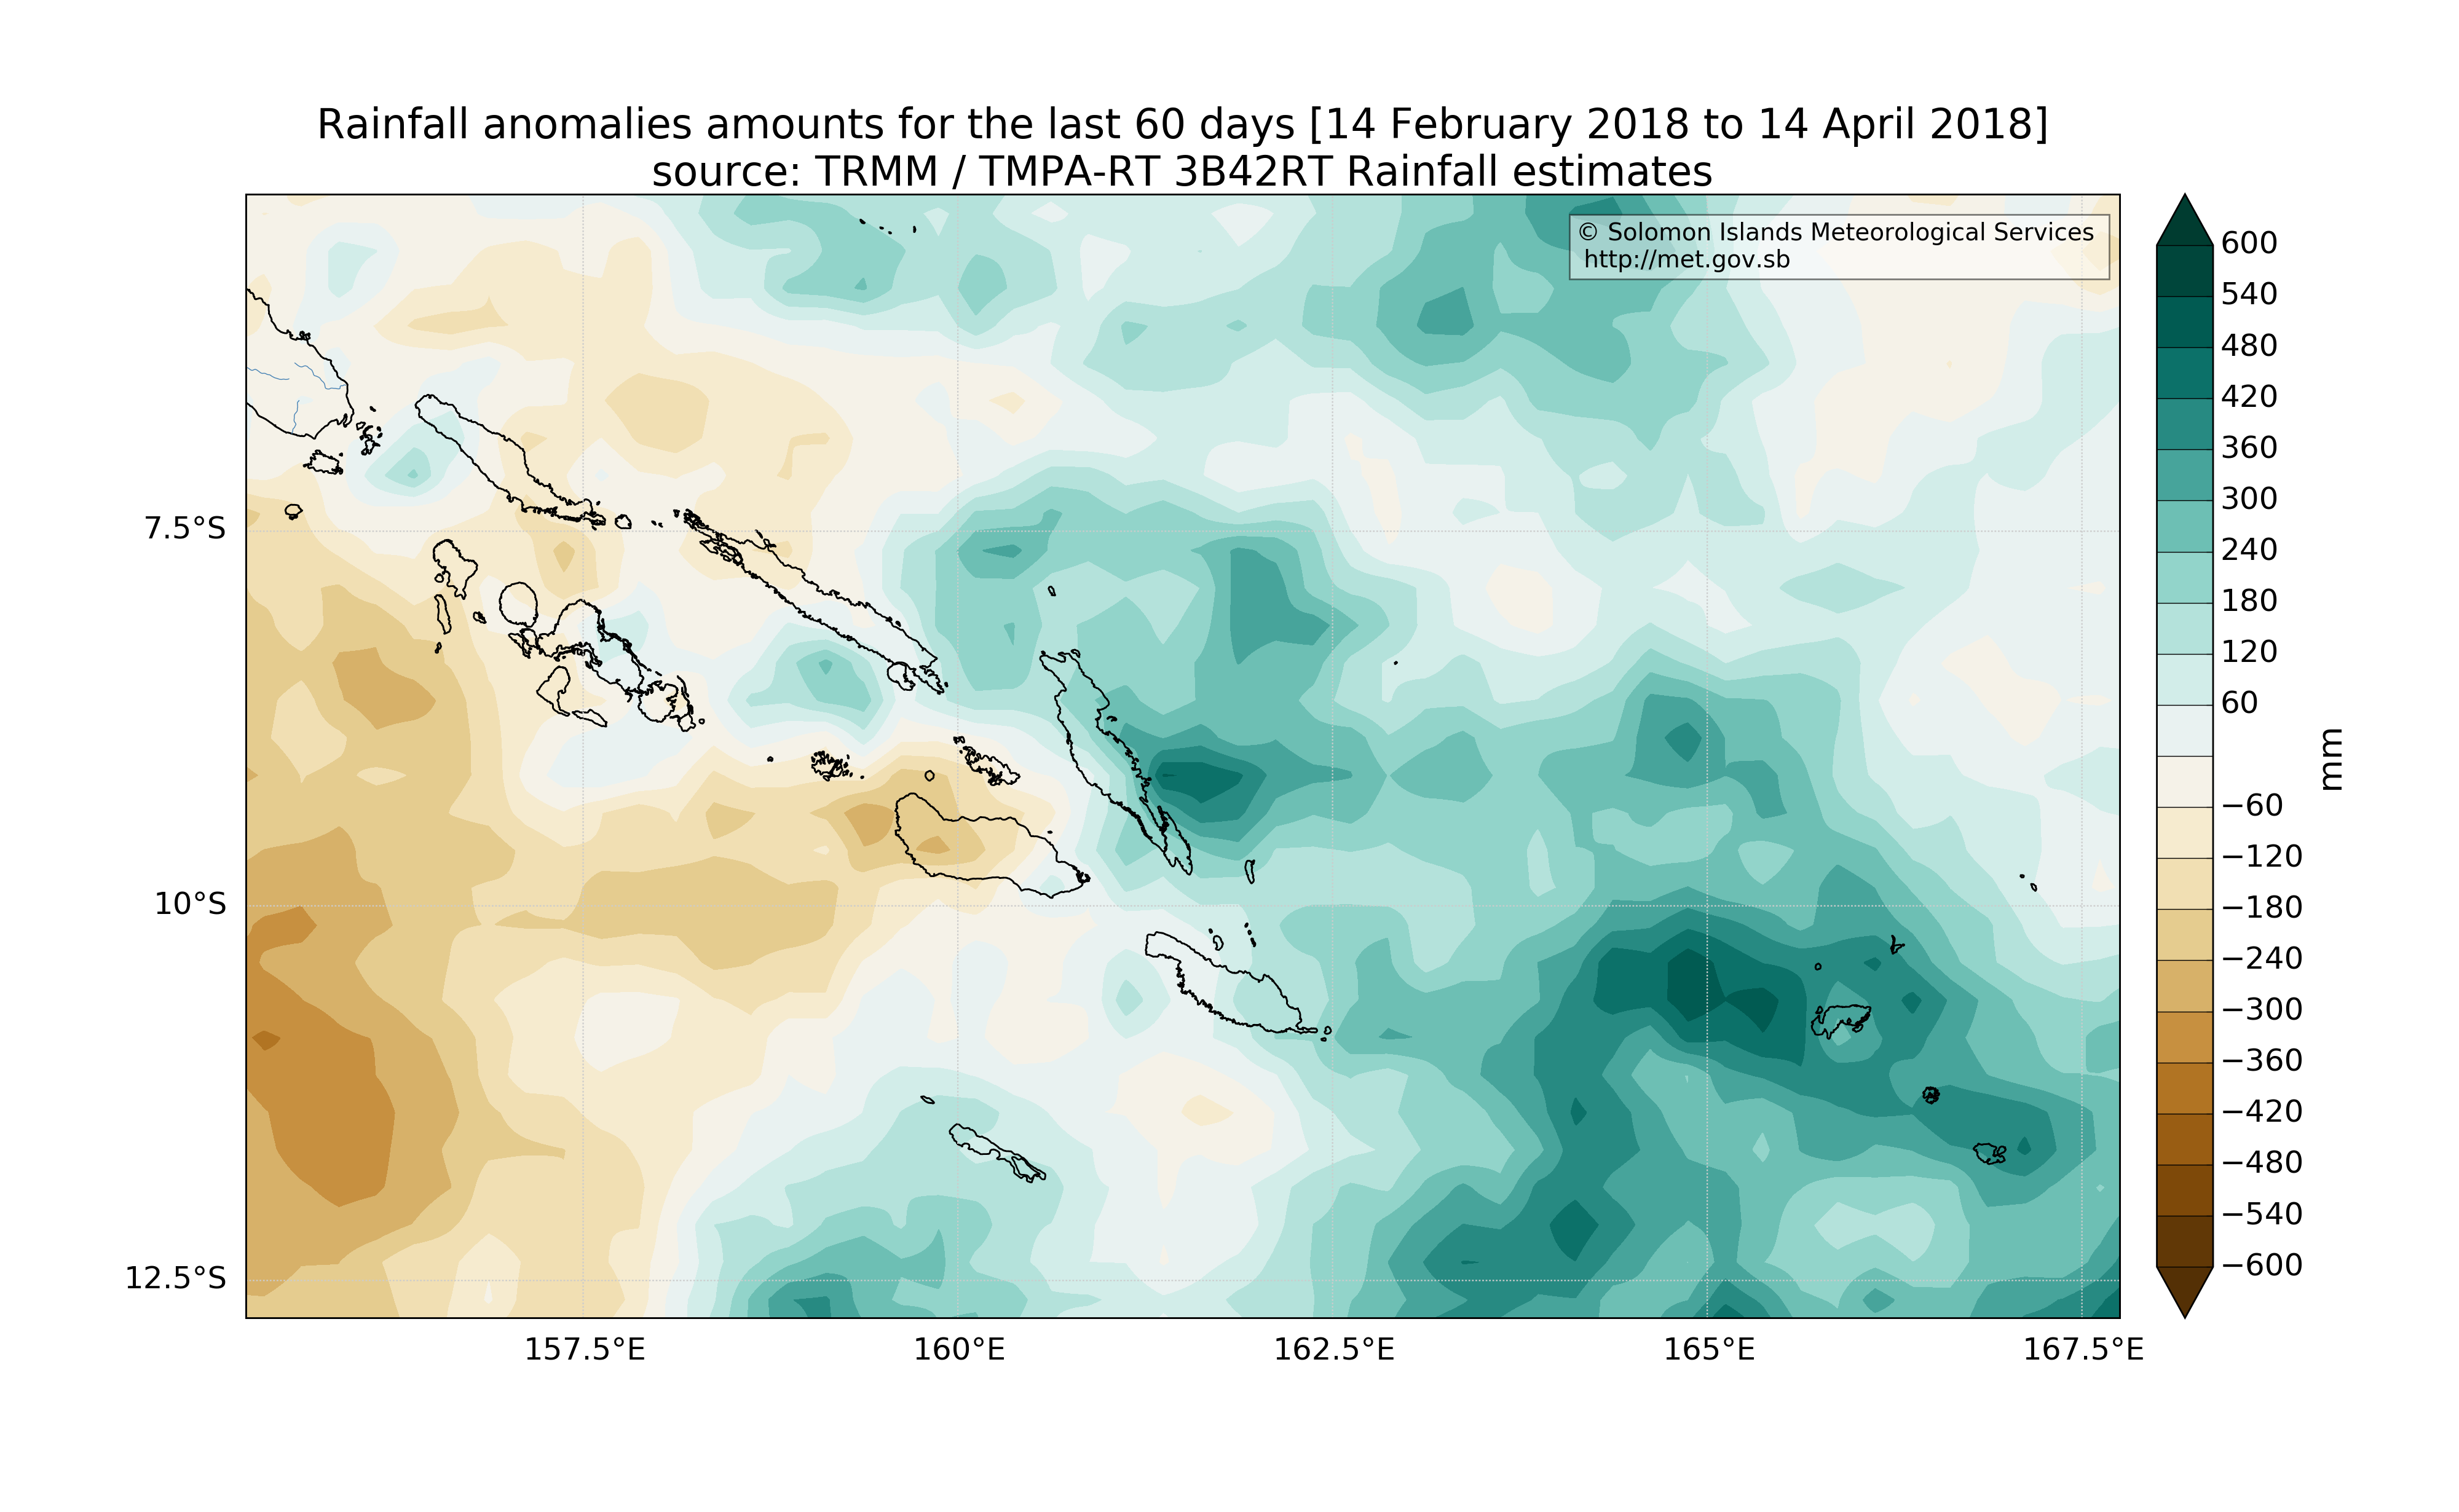 Rainfall anomalies amounts for the last 60 days [14 February 2018 to 14 April 2018]
source: TRMM / TMPA-RT 3B42RT Rainfall estimates
© Solomon Islands Meteorological Services
http://met.gov.sb
7.5°S
10°S
12.5°S
157.5°E
160°E
162.5°E
165°E
167.5°E
600
540
480
420
360
300
240
180
120
60
−60
−120
−180
−240
−300
−360
−420
−480
−540
−600
mm